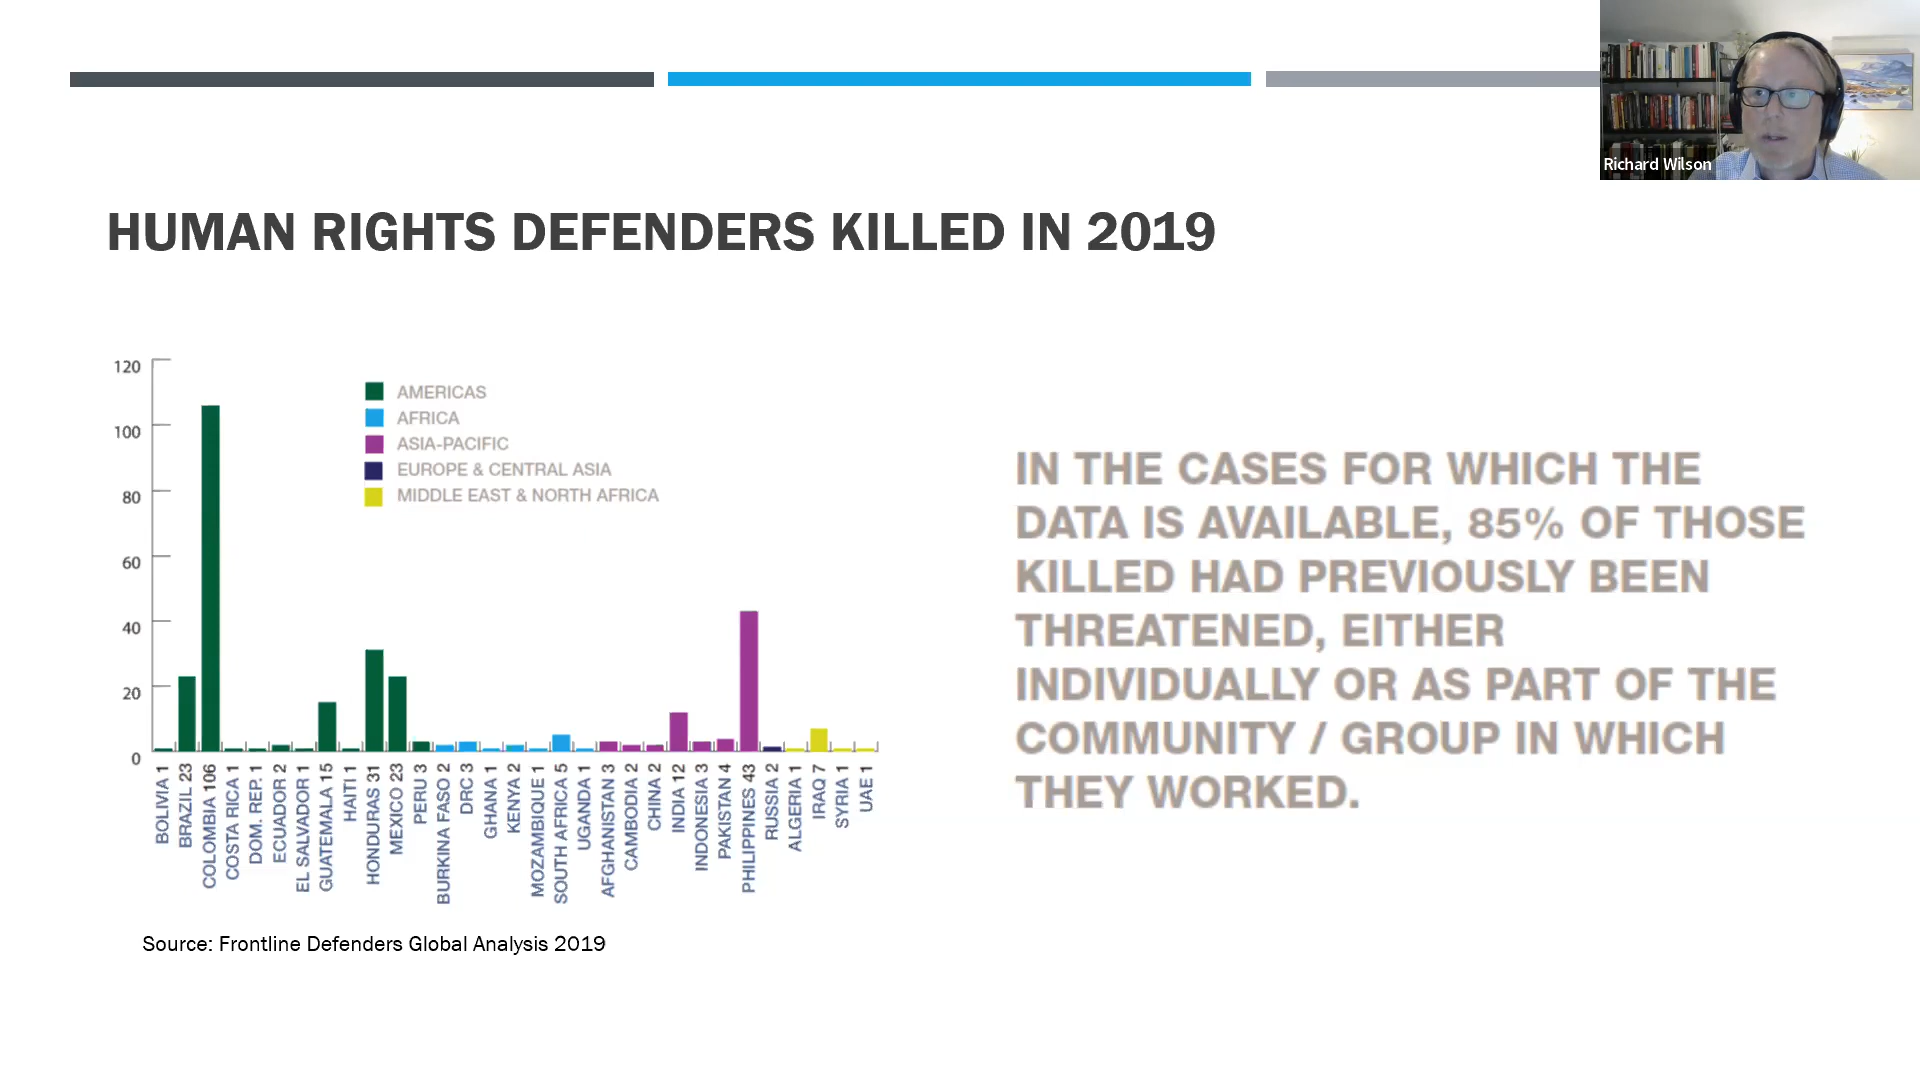 Richard Wilson
HUMAN RIGHTS DEFENDERS KILLED IN 2019
120
100
80
60
40
20
0
AMERICAS
AFRICA
ASIA-PACIFIC
EUROPE & CENTRAL ASIA
MIDDLE EAST & NORTH AFRICA
BOLIVIA 1
BRAZIL 23
COLOMBIA 106
COSTA RICA 1
DOM. REP. 1
ECUADOR 2
EL SALVADOR 1
GUATEMALA 15
HAITI 1
HONDURAS 31
MEXICO 23
PERU 3
BURKINA FASO 2
DRC 3
GHANA 1
KENYA 2
MOZAMBIQUE 1
SOUTH AFRICA 5
UGANDA 1
AFGHANISTAN 3
CAMBODIA 2
CHINA 2
INDIA 12
INDONESIA 3
PAKISTAN 4
PHILIPPINES 43
RUSSIA 2
ALGERIA 1
IRAQ 7
SYRIA 1
UAE 1
Source: Frontline Defenders Global Analysis 2019
IN THE CASES FOR WHICH THE
DATA IS AVAILABLE, 85% OF THOSE
KILLED HAD PREVIOUSLY BEEN
THREATENED, EITHER
INDIVIDUALLY OR AS PART OF THE
COMMUNITY / GROUP IN WHICH
THEY WORKED.